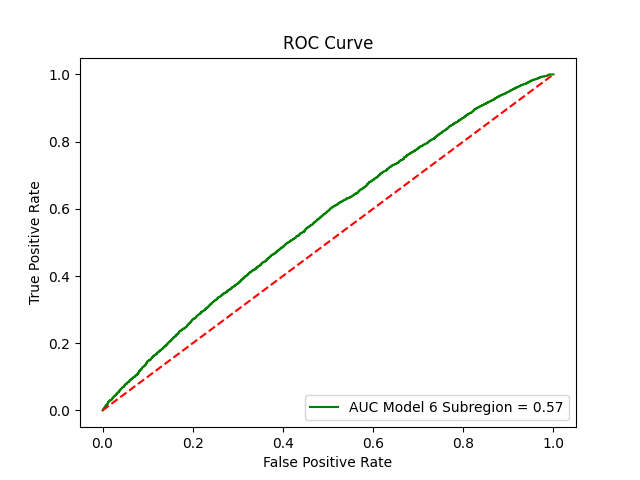 ROC Curve
True Positive Rate
1.0
0.8
0.6
0.4
0.2
0.0
AUC Model 6 Subregion = 0.57
0.0 0.2 0.4 0.6 0.8 1.0
False Positive Rate